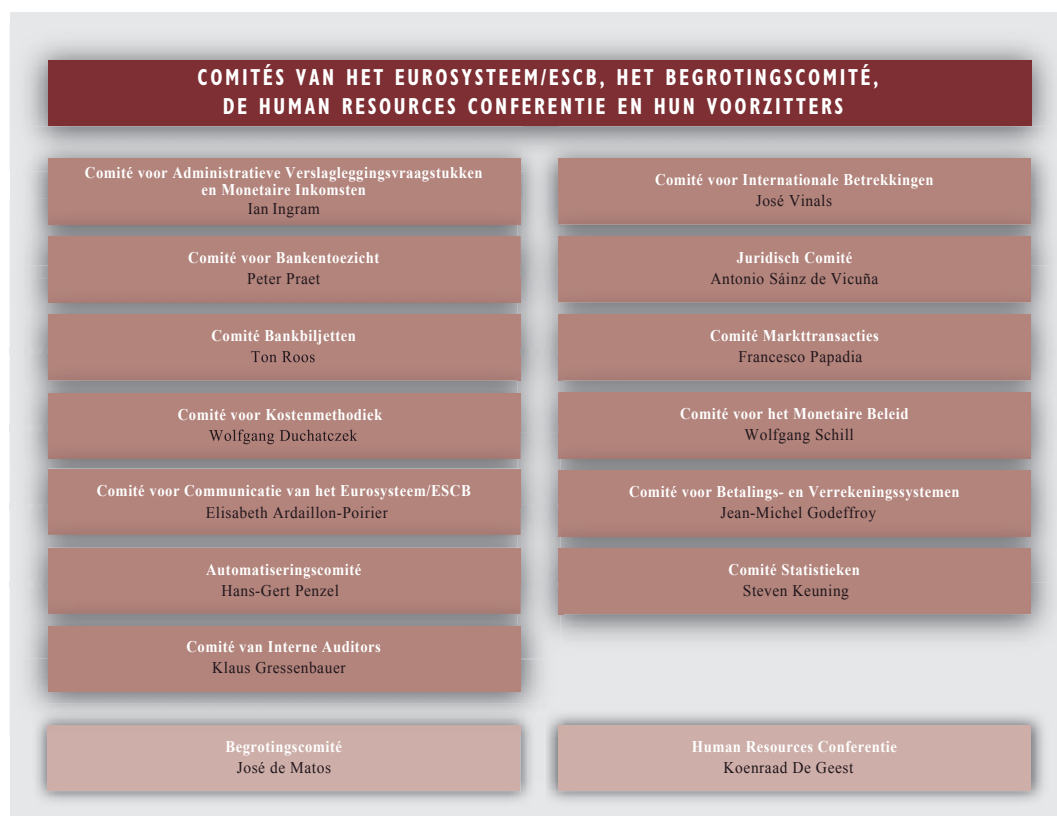 COMITÉS VAN HET EUROSYSTEEM/ESCB, HET BEGROTINGSCOMITÉ,
DE HUMAN RESOURCES CONFERENTIE EN HUN VOORZITTERS
Comité voor Administratieve Verslagleggingsvraagstukken
en Monetaire Inkomsten
Ian Ingram
Comité voor Bankentoezicht
Peter Praet
Comité Bankbiljetten
Ton Roos
Comité voor Kostenmethodiek
Wolfgang Duchatczek
Comité voor Communicatie van het Eurosysteem/ESCB
Elisabeth Ardaillon-Poirier
Automatiseringscomité
Hans-Gert Penzel
Comité van Interne Auditors
Klaus Gressenbauer
Comité voor Internationale Betrekkingen
José Vinals
Juridisch Comité
Antonio Sáinz de Vicuña
Comité Markttransacties
Francesco Papadia
Comité voor het Monetaire Beleid
Wolfgang Schill
Comité voor Betalings- en Verrekeningssystemen
Jean-Michel Godeffroy
Comité Statistieken
Steven Keuning
Begrotingscomité
José de Matos
Human Resources Conferentie
Koenraad De Geest